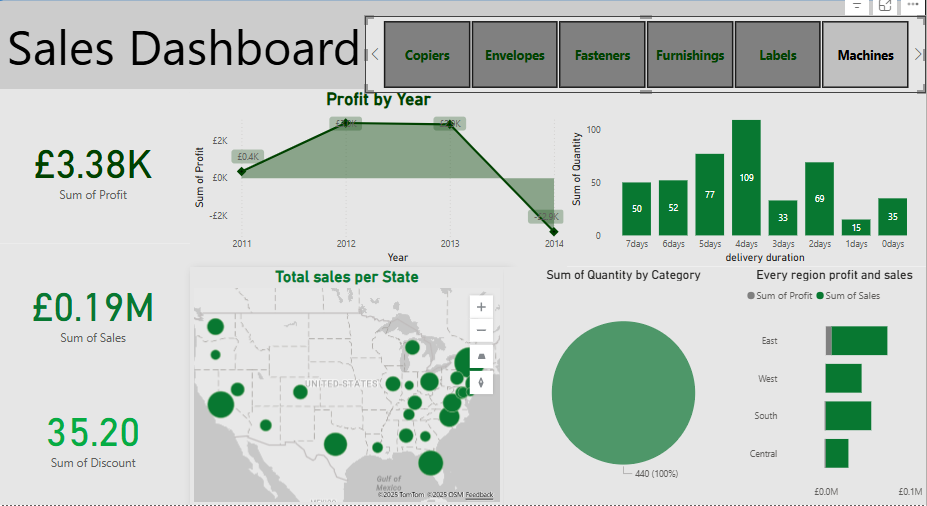 Sales Dashboard
Copiers
Envelopes
Fasteners
Furnishings
Labels
Machines
Profit by Year
£3.38K
Sum of Profit
Sum of Profit
£2K
£0K
-£2K
£0.4K
2011
2012
2013
2014
Year
Sum of Quantity
100
50
0
50
52
77
109
33
69
15
35
7days
6days
5days
4days
3days
2days
1days
0days
delivery duration
£0.19M
Sum of Sales
35.20
Sum of Discount
Total sales per State
UNITED STATES
Gulf of
Mexico
©2025 TomTom ©2025 OSM Feedback
Sum of Quantity by Category
440 (100%)
Every region profit and sales
Sum of Profit Sum of Sales
East
West
South
Central
£0.0M
£0.1M